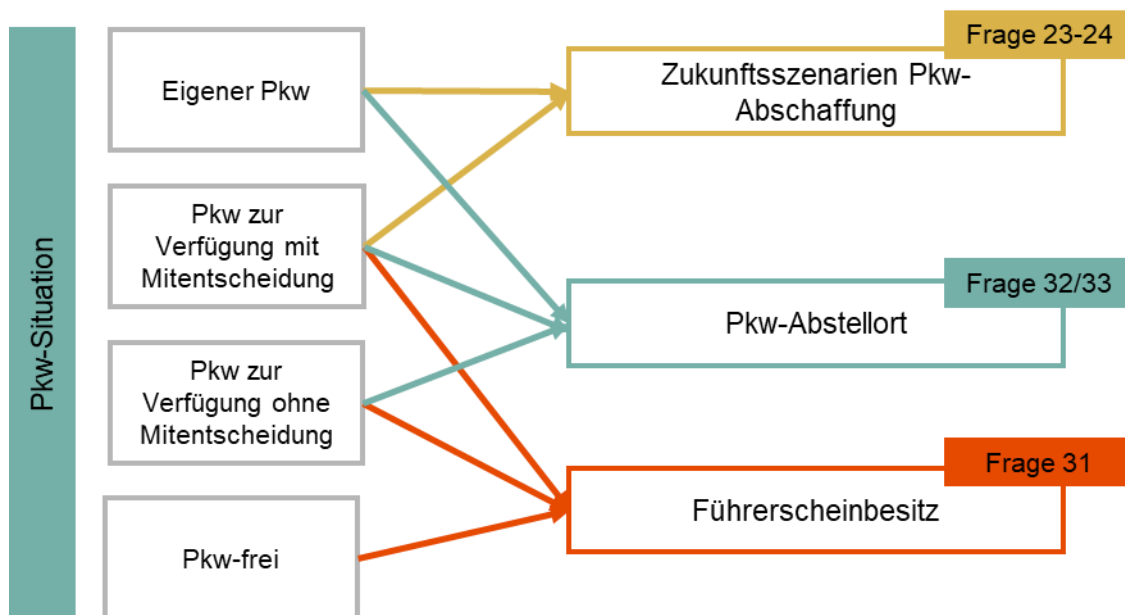 Pkw-Situation
Eigener Pkw
Pkw zur
Verfügung mit
Mitentscheidung
Pkw zur
Verfügung ohne
Mitentscheidung
Pkw-frei
Frage 23-24
Zukunftsszenarien Pkw-
Abschaffung
Frage 32/33
Pkw-Abstellort
Frage 31
Führerscheinbesitz